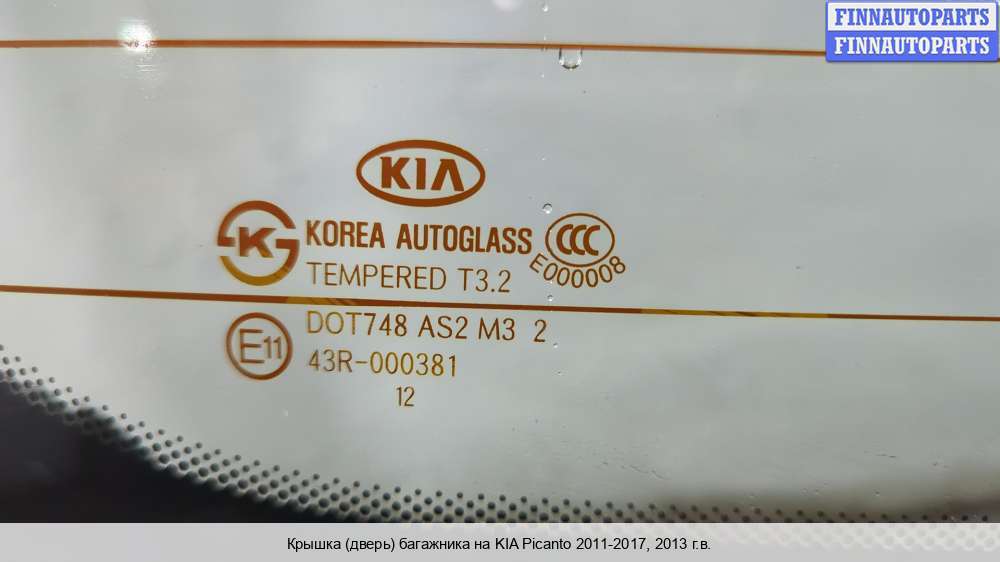 FINNAUTOPARTS
FINNAUTOPARTS
KIA
K
KOREA AUTOGLASS
CCC
E000008
TEMPERED T3.2
DOT748 AS2 M3 2
E11
43R-000381
12
Крышка (дверь) багажника на KIA Picanto 2011-2017, 2013 г.в.